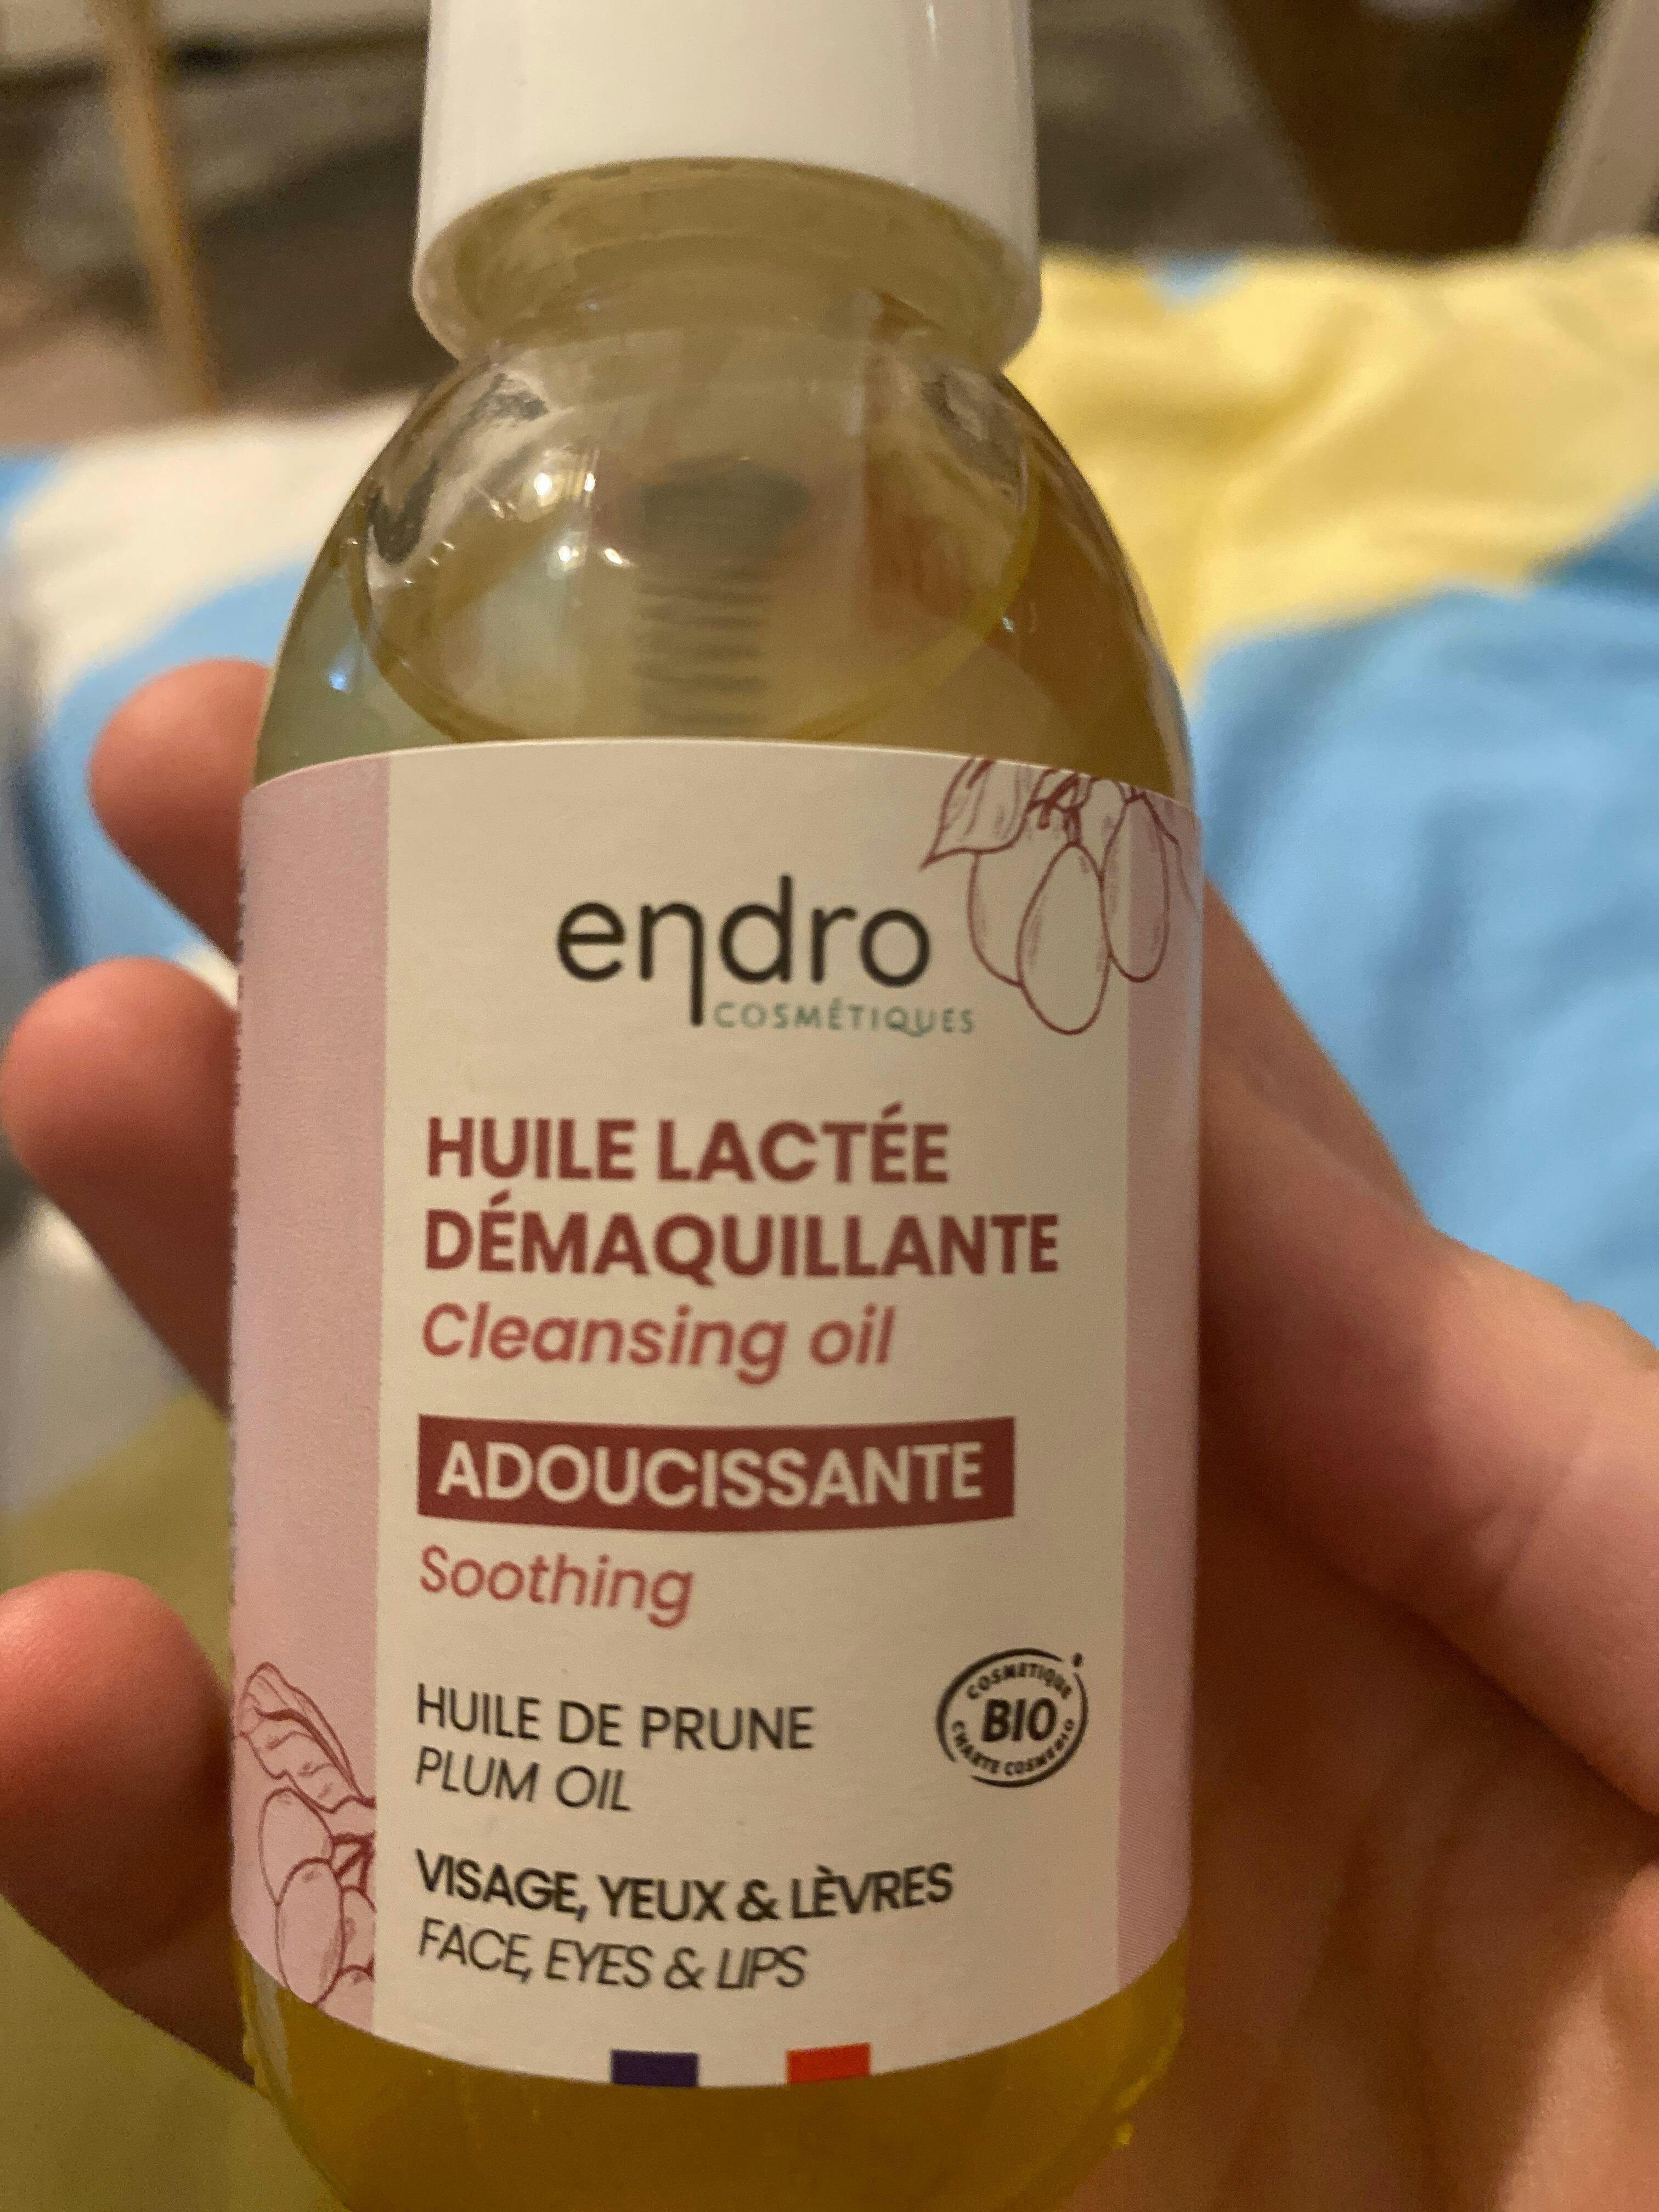 endro
COSMÉTIQUES
HUILE LACTÉE
DÉMAQUILLANTE
Cleansing oil
ADOUCISSANTE
Soothing
HUILE DE PRUNE
PLUM OIL
COSMETIQUE
BIO
CHARTE COSMEBIO
VISAGE, YEUX & LÈVRES
FACE, EYES & LIPS